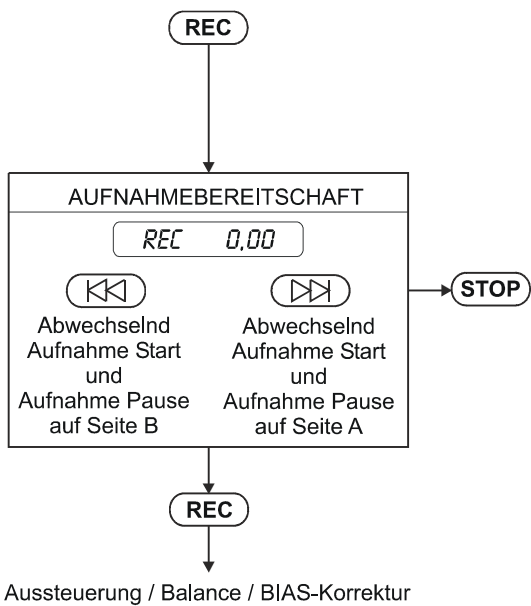 REC
AUFNAHMEBEREITSCHAFT
REC 0,00
STOP
Abwechselnd
Aufnahme Start
und
Aufnahme Pause
auf Seite B
Abwechselnd
Aufnahme Start
und
Aufnahme Pause
auf Seite A
REC
Aussteuerung / Balance / BIAS-Korrektur